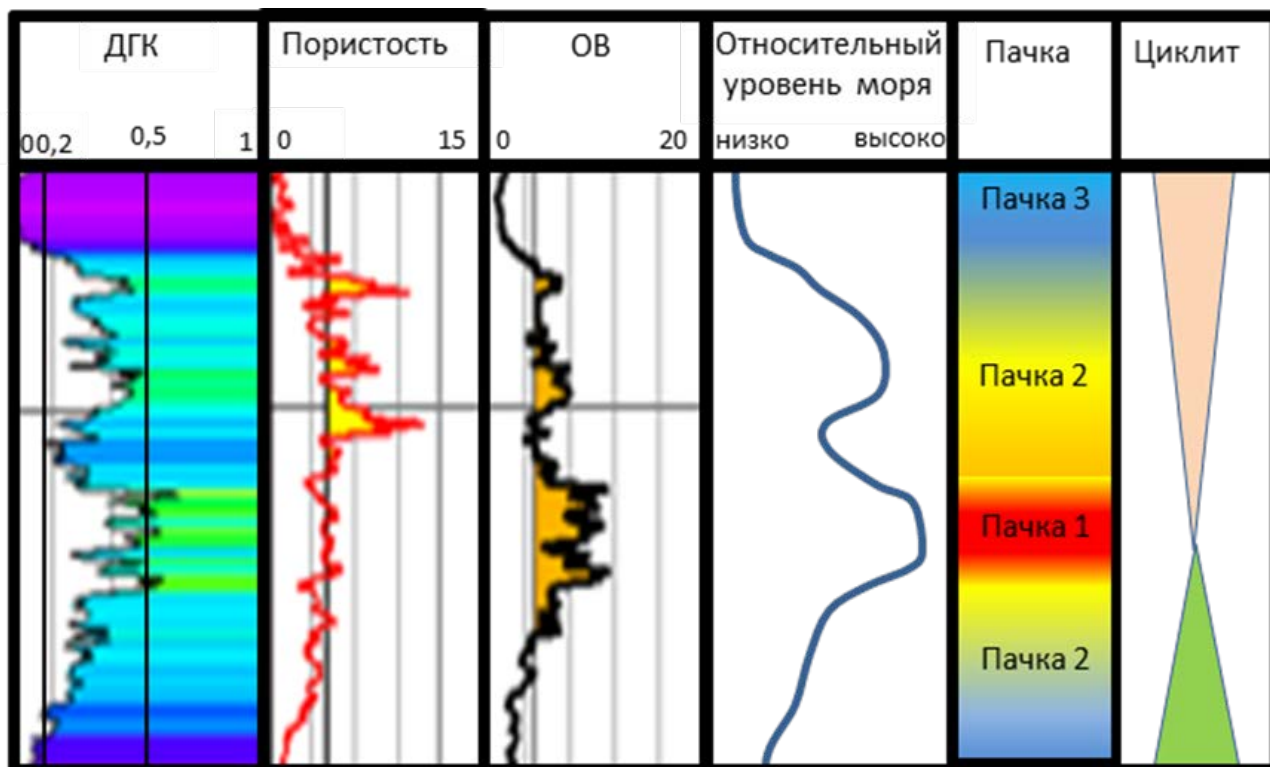 ДГК
00,2 0,5 1
Пористость
0 15
ОВ
0 20
Относительный
уровень моря
низко высоко
Пачка
Циклит
Пачка 3
Пачка 2
Пачка 1
Пачка 2